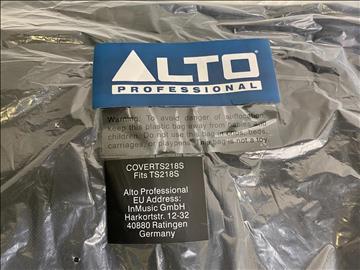 ALTO
PROFESSIONAL
Warning: To avoid danger of suffocation,
keep this plastic bag away from babies and
children. Do not use this bag in cribs, beds,
carriages, or playpens. This bag is not a toy.
COVERTS218S
Fits TS218S
Alto Professional
EU Address:
InMusic GmbH
Harkortstr. 12-32
40880 Ratingen
Germany